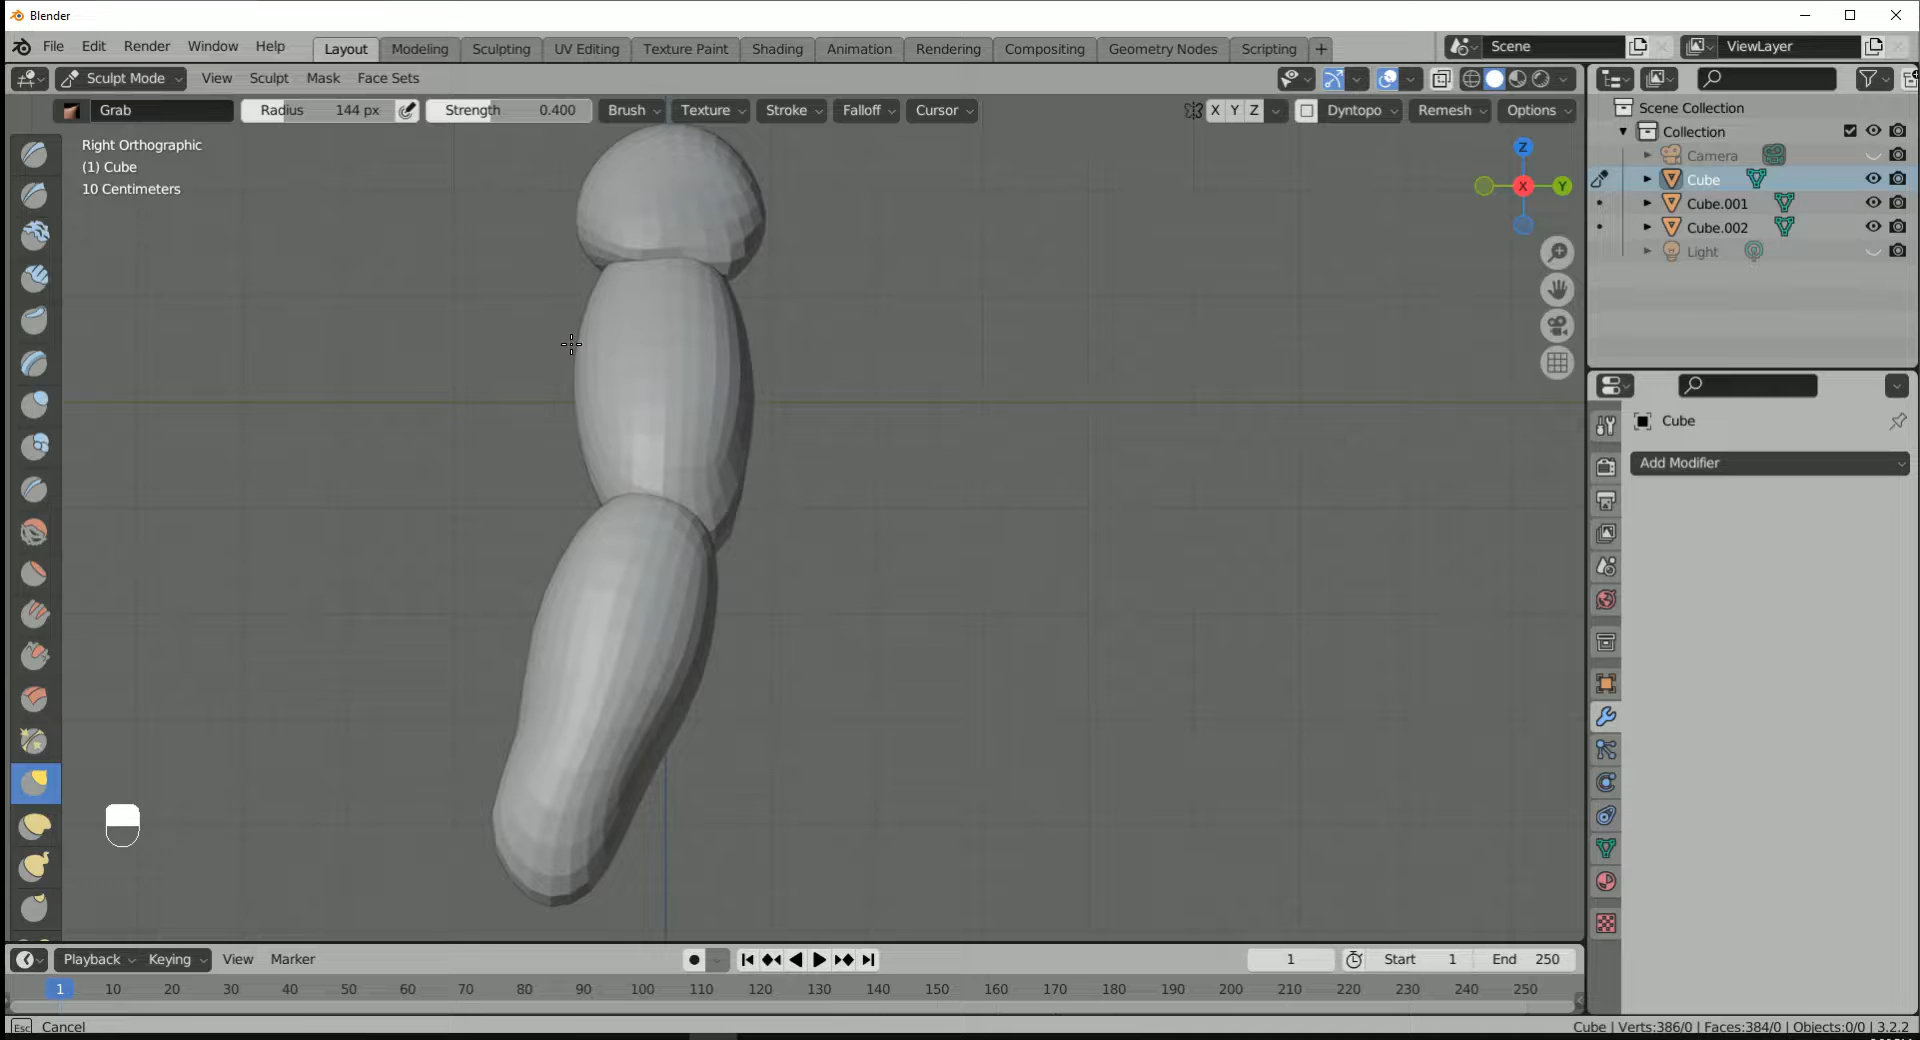 Blender
File Edit Render Window Help Layout Modeling Sculpting UV Editing Texture Paint Shading Animation Rendering Compositing Geometry Nodes Scripting + Scene ViewLayer
Sculpt Mode View Sculpt Mask Face Sets
Grab Radius 144 px Strength 0.400 Brush Texture Stroke Falloff Cursor X Y Z Dyntopo Remesh Options
Right Orthographic
(1) Cube
10 Centimeters
Z
X Y
Scene Collection
Collection
Camera
Cube
Cube.001
Cube.002
Light
Cube
Add Modifier
Playback Keying View Marker 1 Start 1 End 250
1 10 20 30 40 50 60 70 80 90 100 110 120 130 140 150 160 170 180 190 200 210 220 230 240 250
Esc Cancel Cube | Verts:386/0 | Faces:384/0 | Objects:0/0 | 3.2.2